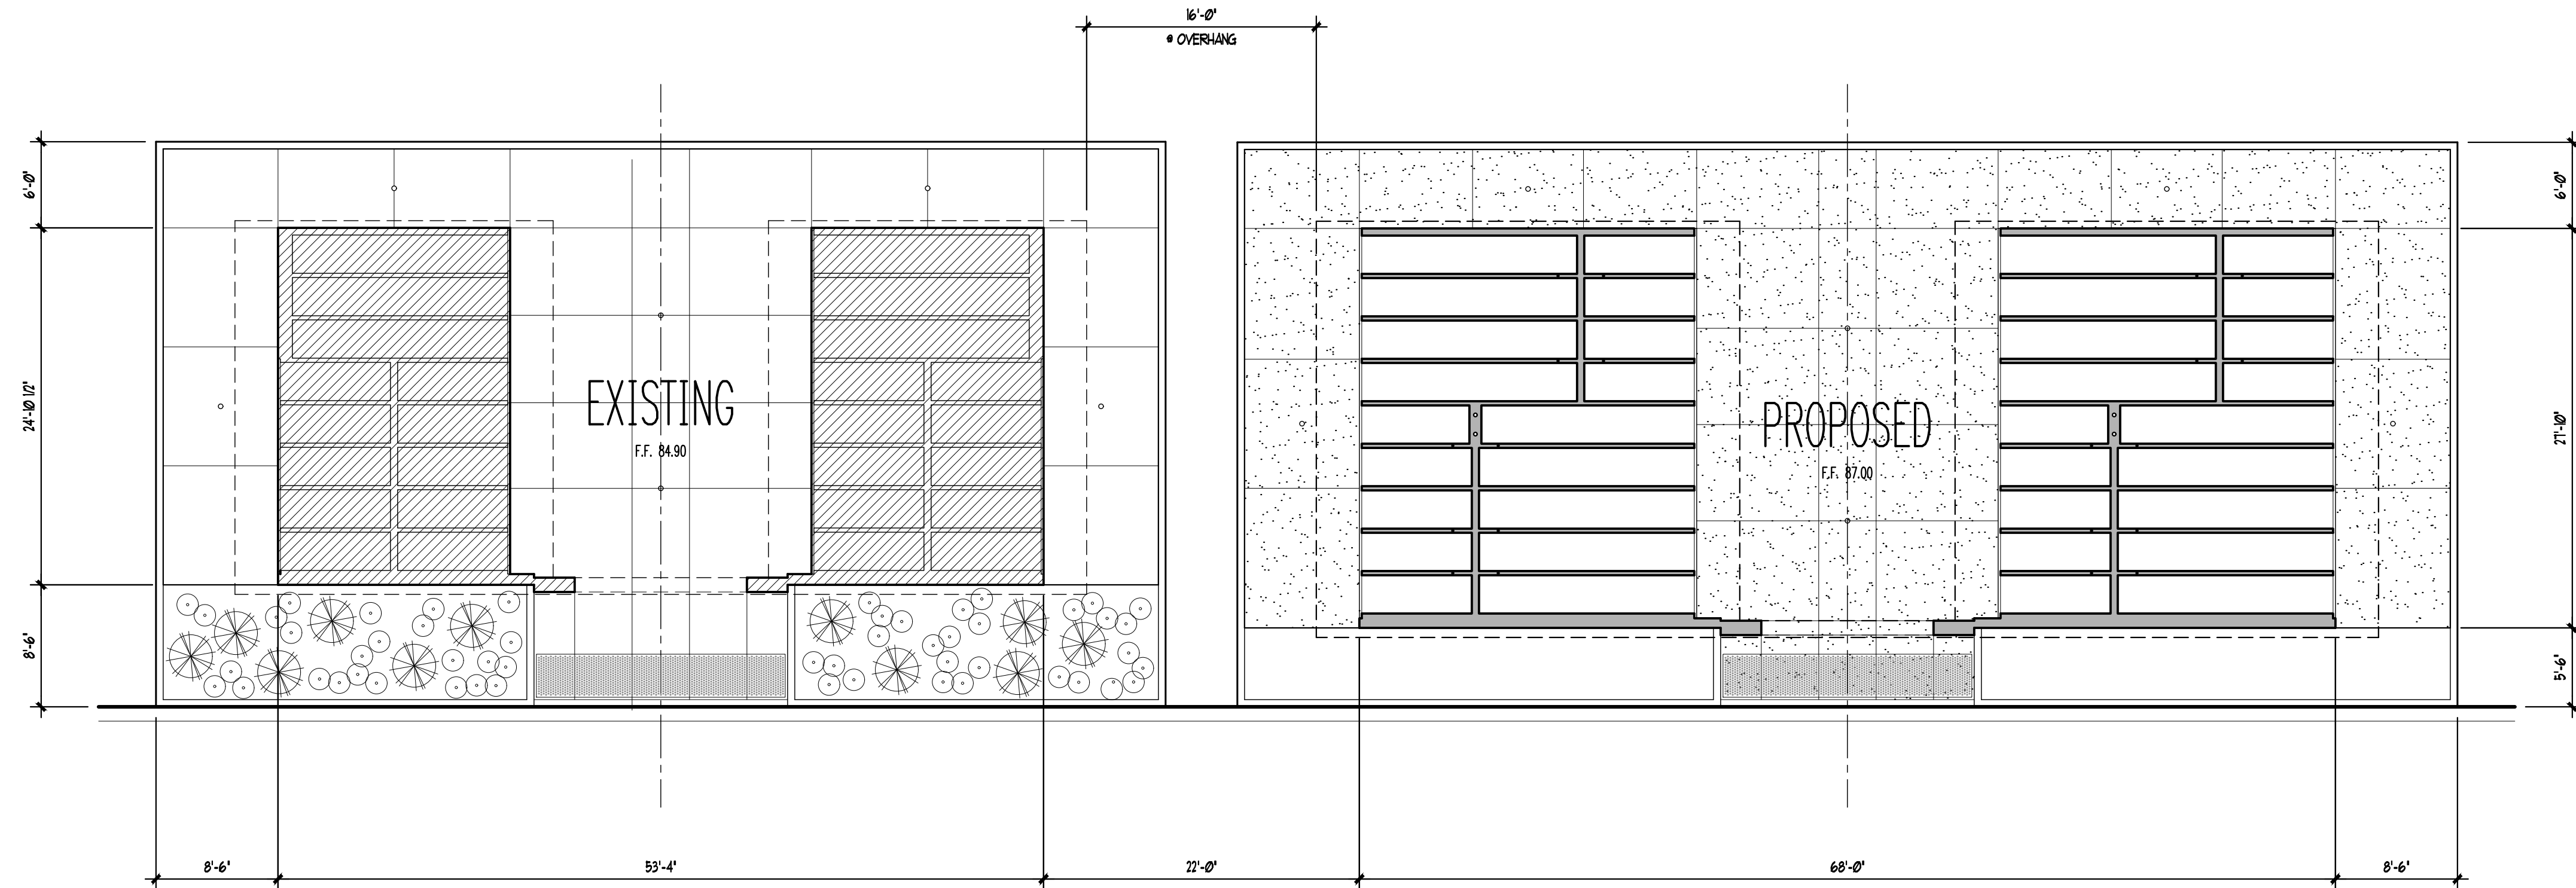 16'-0"
@ OVERHANG
6'-0"
6'-0"
24'-10 1/2"
27'-10"
EXISTING
F.F. 84.90
PROPOSED
F.F. 87.00
8'-6"
5'-6"
8'-6"
53'-4"
22'-0"
68'-0"
8'-6"